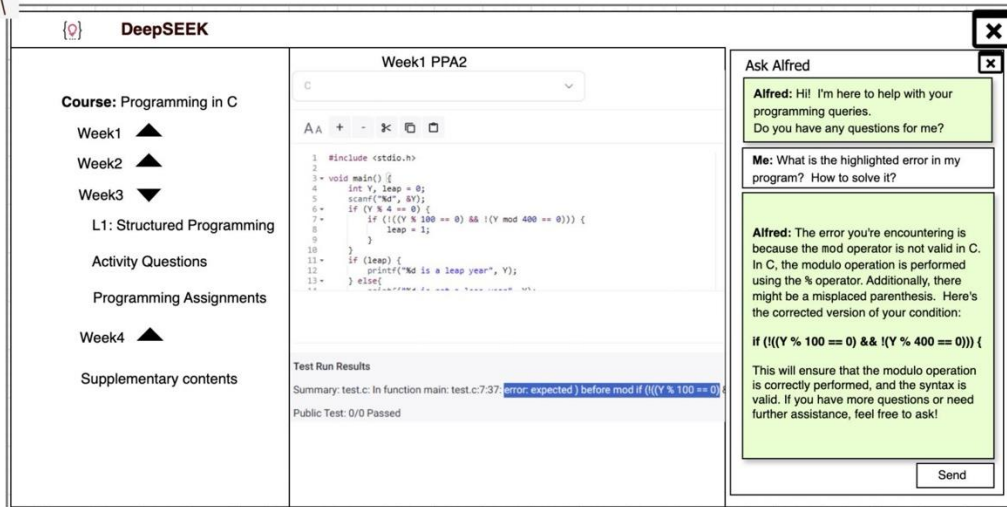 DeepSEEK
Course: Programming in C
Week1
Week2
Week3
L1: Structured Programming
Activity Questions
Programming Assignments
Week4
Supplementary contents
Week1 PPA2
C
AA + -
1 #include <stdio.h>
2
3 void main() {
4 int Y, leap = 0;
5 scanf("%d", &Y);
6 if (Y % 4 == 0) {
7 if (!((Y % 100 == 0) && !(Y mod 400 == 0))) {
8 leap = 1;
9 }
10 }
11 if (leap) {
12 printf("%d is a leap year", Y);
13 } else{
Test Run Results
Summary: test.c: In function main: test.c:7:37: error: expected ) before mod if (!((Y % 100 == 0)
Public Test: 0/0 Passed
Ask Alfred
Alfred: Hi! I'm here to help with your
programming queries.
Do you have any questions for me?
Me: What is the highlighted error in my
program? How to solve it?
Alfred: The error you're encountering is
because the mod operator is not valid in C.
In C, the modulo operation is performed
using the % operator. Additionally, there
might be a misplaced parenthesis. Here's
the corrected version of your condition:
if (!((Y % 100 == 0) && !(Y % 400 == 0))) {
This will ensure that the modulo operation
is correctly performed, and the syntax is
valid. If you have more questions or need
further assistance, feel free to ask!
Send